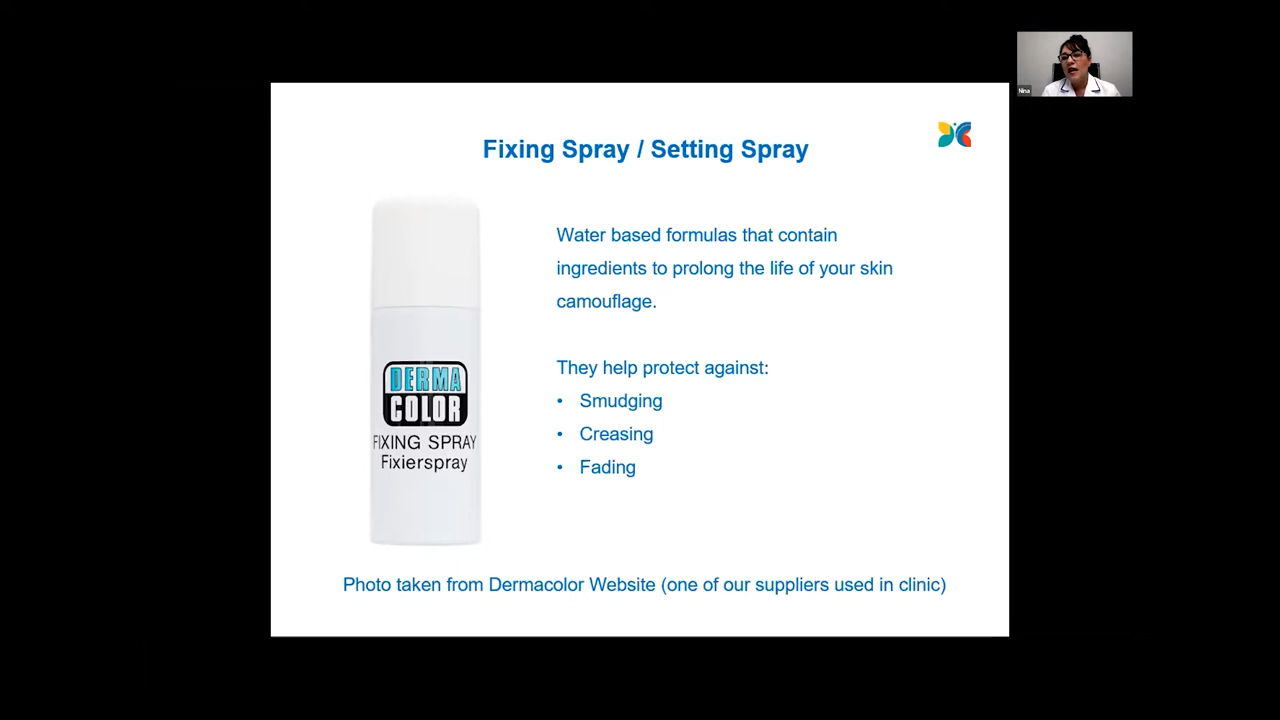 Nina
Fixing Spray / Setting Spray
Water based formulas that contain
ingredients to prolong the life of your skin
camouflage.
They help protect against:
• Smudging
• Creasing
• Fading
DERMA
COLOR
FIXING SPRAY
Fixierspray
Photo taken from Dermacolor Website (one of our suppliers used in clinic)